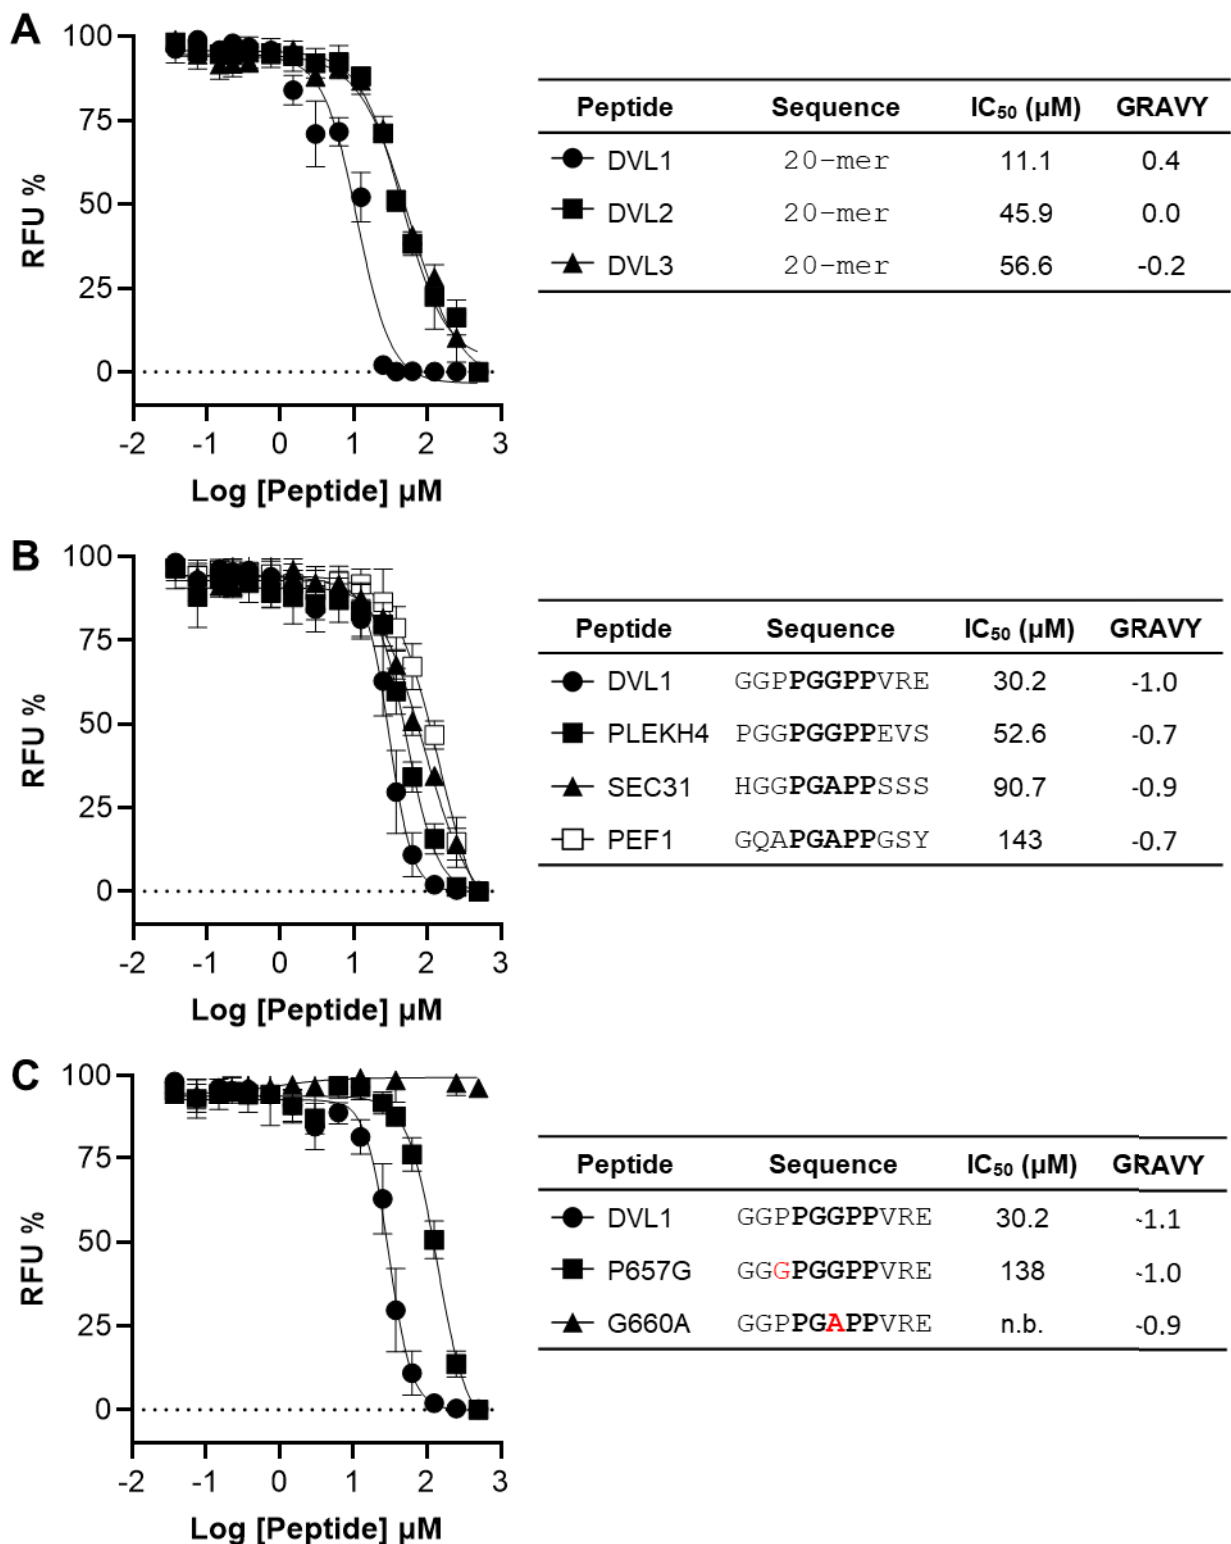 A
100
75
50
25
0
RFU %
-2 -1 0 1 2 3
Log [Peptide] µM
Peptide Sequence IC₅₀ (µM) GRAVY
DVL1 20-mer 11.1 0.4
DVL2 20-mer 45.9 0.0
DVL3 20-mer 56.6 -0.2
B
100
75
50
25
0
RFU %
-2 -1 0 1 2 3
Log [Peptide] µM
Peptide Sequence IC₅₀ (µM) GRAVY
DVL1 GGPPGGPPVRE 30.2 -1.0
PLEKH4 PGGPGGPPEVS 52.6 -0.7
SEC31 HGGPGAPPSSS 90.7 -0.9
PEF1 GQAPGAPPGSY 143 -0.7
C
100
75
50
25
0
RFU %
-2 -1 0 1 2 3
Log [Peptide] µM
Peptide Sequence IC₅₀ (µM) GRAVY
DVL1 GGPPGGPPVRE 30.2 -1.1
P657G GGGPGGPPVRE 138 -1.0
G660A GGPPGAPPVRE n.b. -0.9